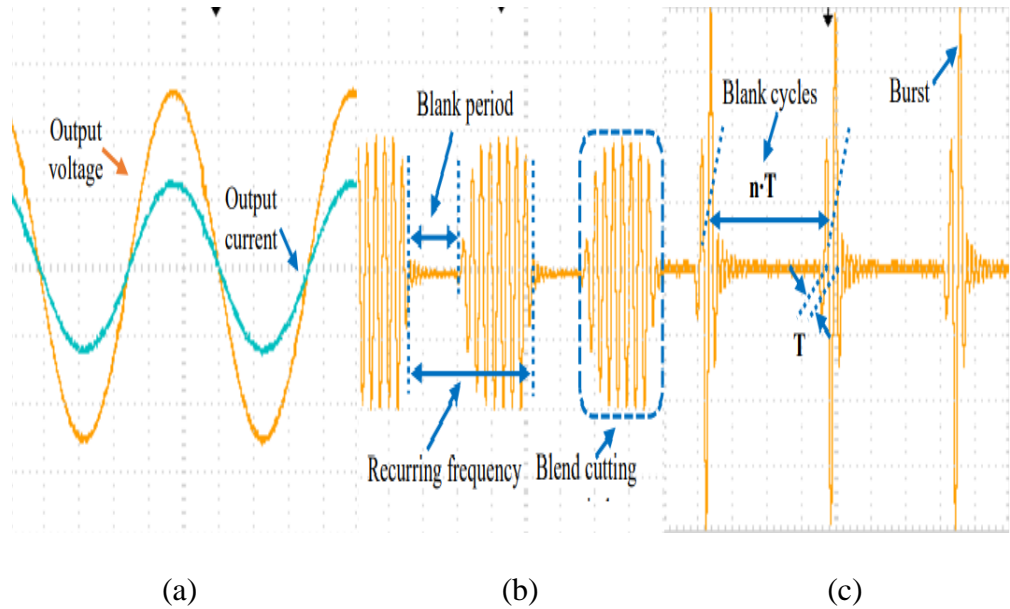 Output
voltage
Output
current
(a)
Blank period
Recurring frequency
Blend cutting
(b)
Blank cycles
n·T
Burst
T
(c)